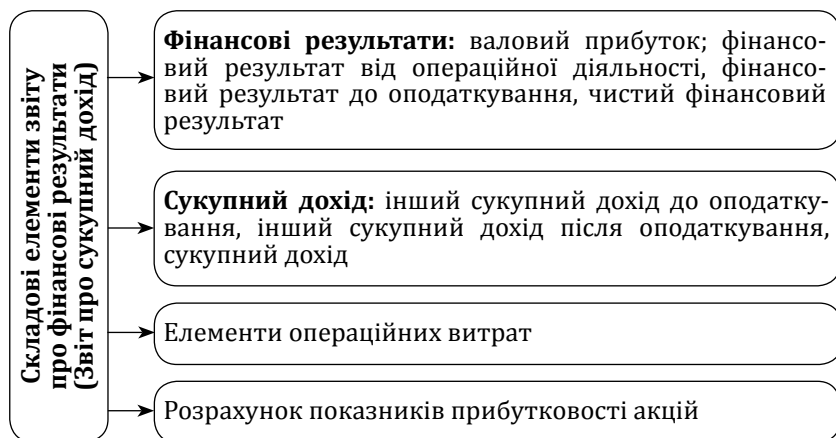 Складові елементи звіту
про фінансові результати
(Звіт про сукупний дохід)
Фінансові результати: валовий прибуток; фінансо-
вий результат від операційної діяльності, фінансо-
вий результат до оподаткування, чистий фінансовий
результат
Сукупний дохід: інший сукупний дохід до оподатку-
вання, інший сукупний дохід після оподаткування,
сукупний дохід
Елементи операційних витрат
Розрахунок показників прибутковості акцій